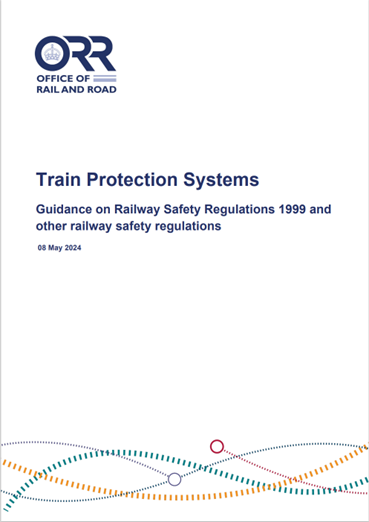 ORR
OFFICE OF
RAIL AND ROAD
Train Protection Systems
Guidance on Railway Safety Regulations 1999 and
other railway safety regulations
08 May 2024